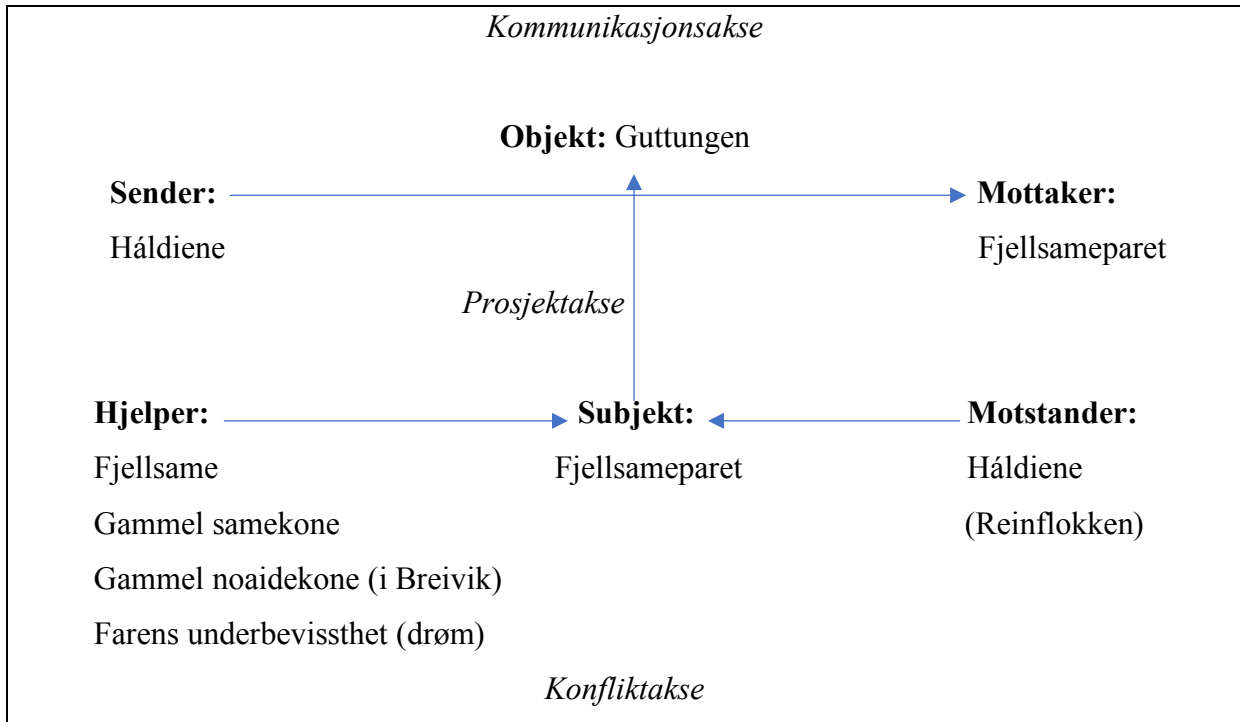 Kommunikasjonsakse
Objekt: Guttungen
Sender: Mottaker:
Háldiene Fjellsameparet
Prosjektakse
Hjelper: Subjekt: Motstander:
Fjellsame Fjellsameparet Háldiene
Gammel samekone (Reinflokken)
Gammel noaidekone (i Breivik)
Farens underbevissthet (drøm)
Konfliktakse